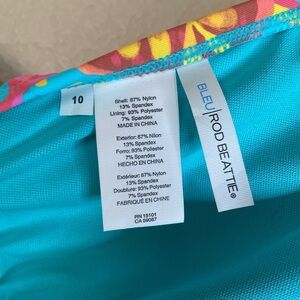 10
Shell: 87% Nylon
13% Spandex
Lining: 93% Polyester
7% Spandex
MADE IN CHINA
Exterior: 87% Nilon
13% Spandex
Forro: 93% Polyester
7% Spandex
HECHO EN CHINA
Extérieur: 87% Nylon
13% Spandex
Doublure: 93% Polyester
7% Spandex
FABRIQUÉ EN CHINE
RN 15101
CA 59087
BLEU|ROD BEATTIE®